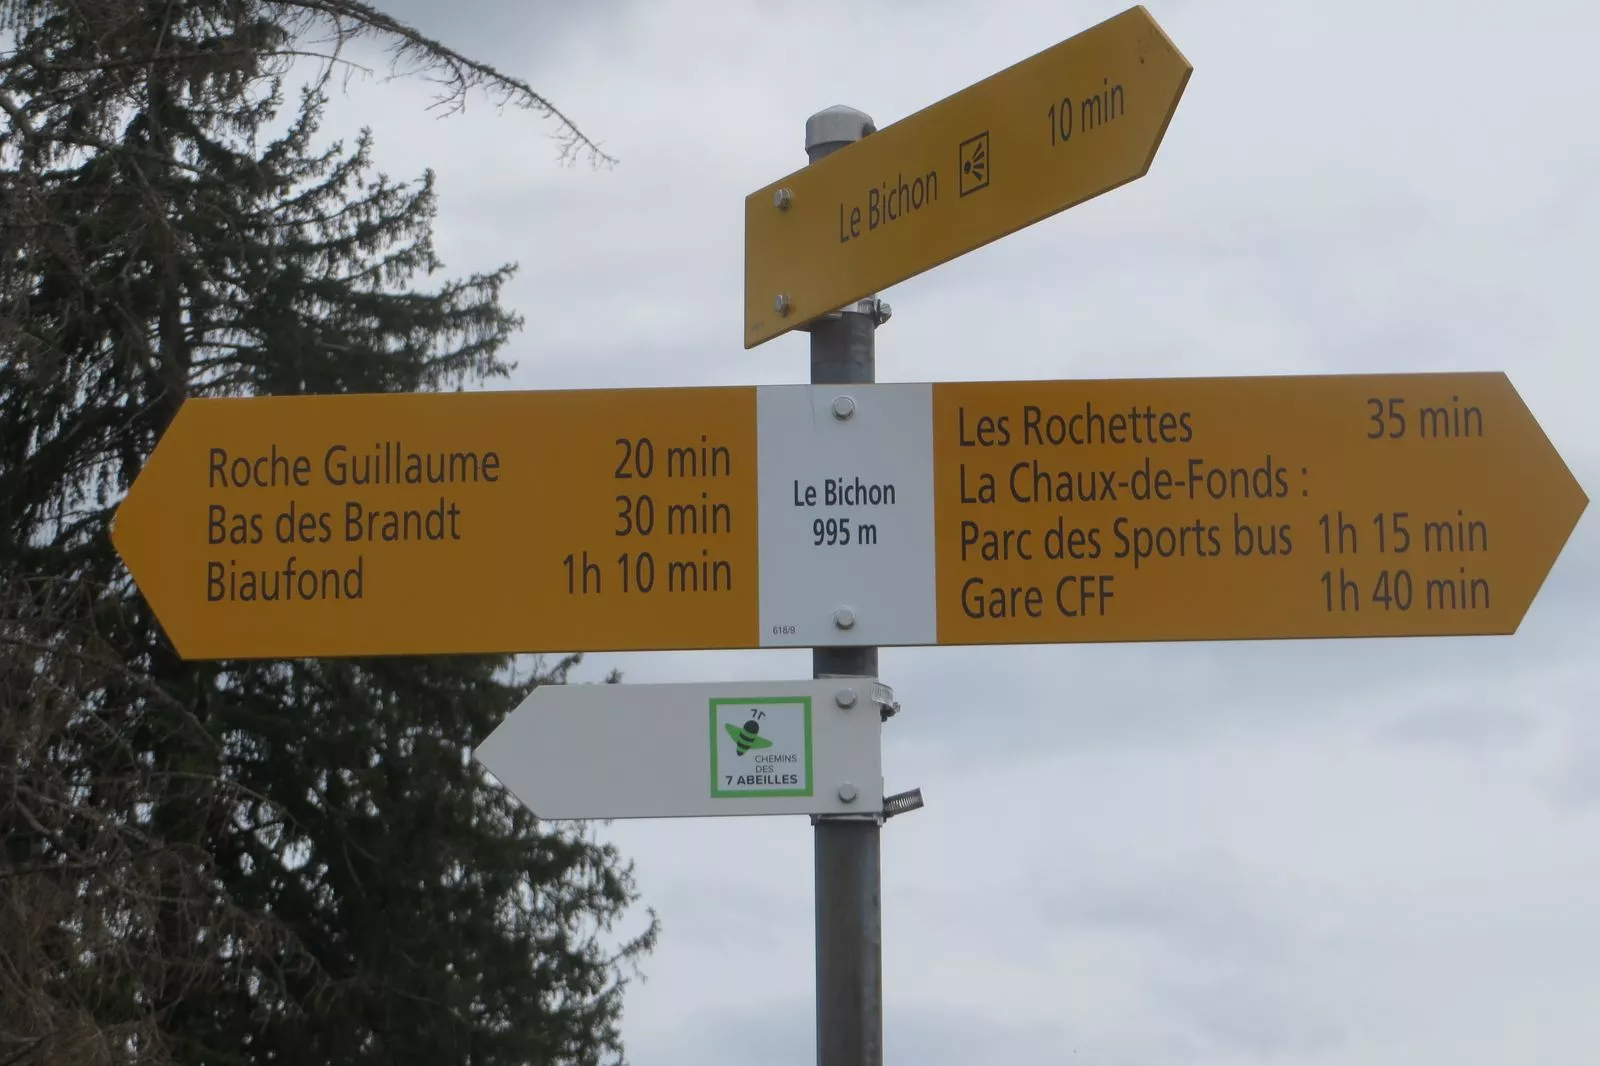 Le Bichon 10 min
Roche Guillaume 20 min
Bas des Brandt 30 min
Biaufond 1h 10 min
Le Bichon
995 m
618/9
Les Rochettes 35 min
La Chaux-de-Fonds :
Parc des Sports bus 1h 15 min
Gare CFF 1h 40 min
CHEMINS
DES
7 ABEILLES